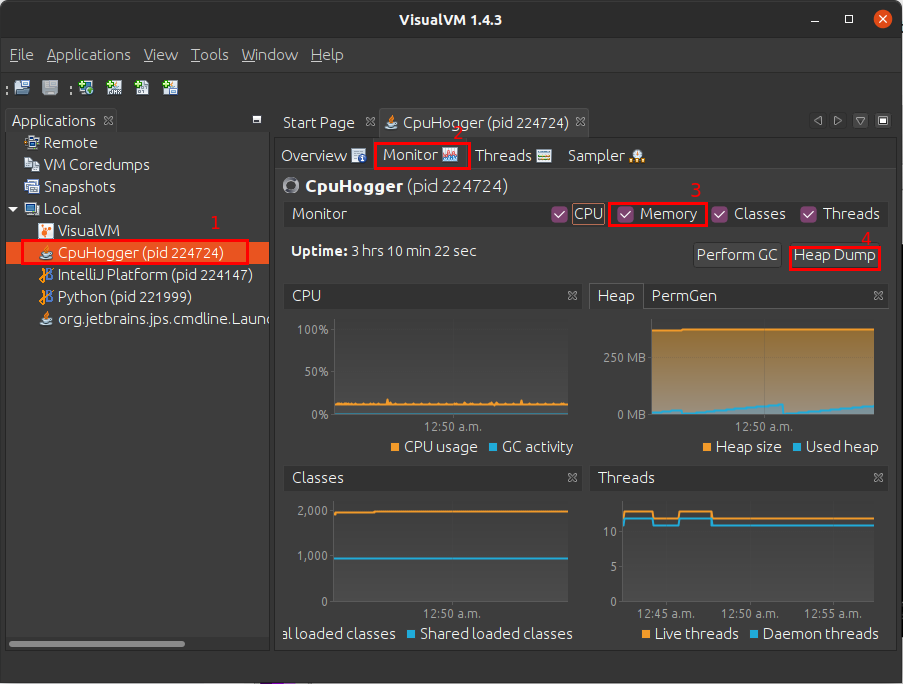 VisualVM 1.4.3
File Applications View Tools Window Help
Applications
Remote
VM Coredumps
Snapshots
Local
VisualVM
1
CpuHogger (pid 224724)
IntelliJ Platform (pid 224147)
Python (pid 221999)
org.jetbrains.jps.cmdline.Laun
Start Page CpuHogger (pid 224724)
2
Overview Monitor Threads Sampler
CpuHogger (pid 224724)
3
Monitor CPU Memory Classes Threads
4
Uptime: 3 hrs 10 min 22 sec Perform GC Heap Dump
CPU
100%
50%
0%
12:50 a.m.
CPU usage GC activity
Heap PermGen
250 MB
0 MB
12:50 a.m.
Heap size Used heap
Classes
2,000
1,000
0
12:50 a.m.
al loaded classes Shared loaded classes
Threads
10
5
0
12:45 a.m. 12:50 a.m. 12:55 a.m.
Live threads Daemon threads